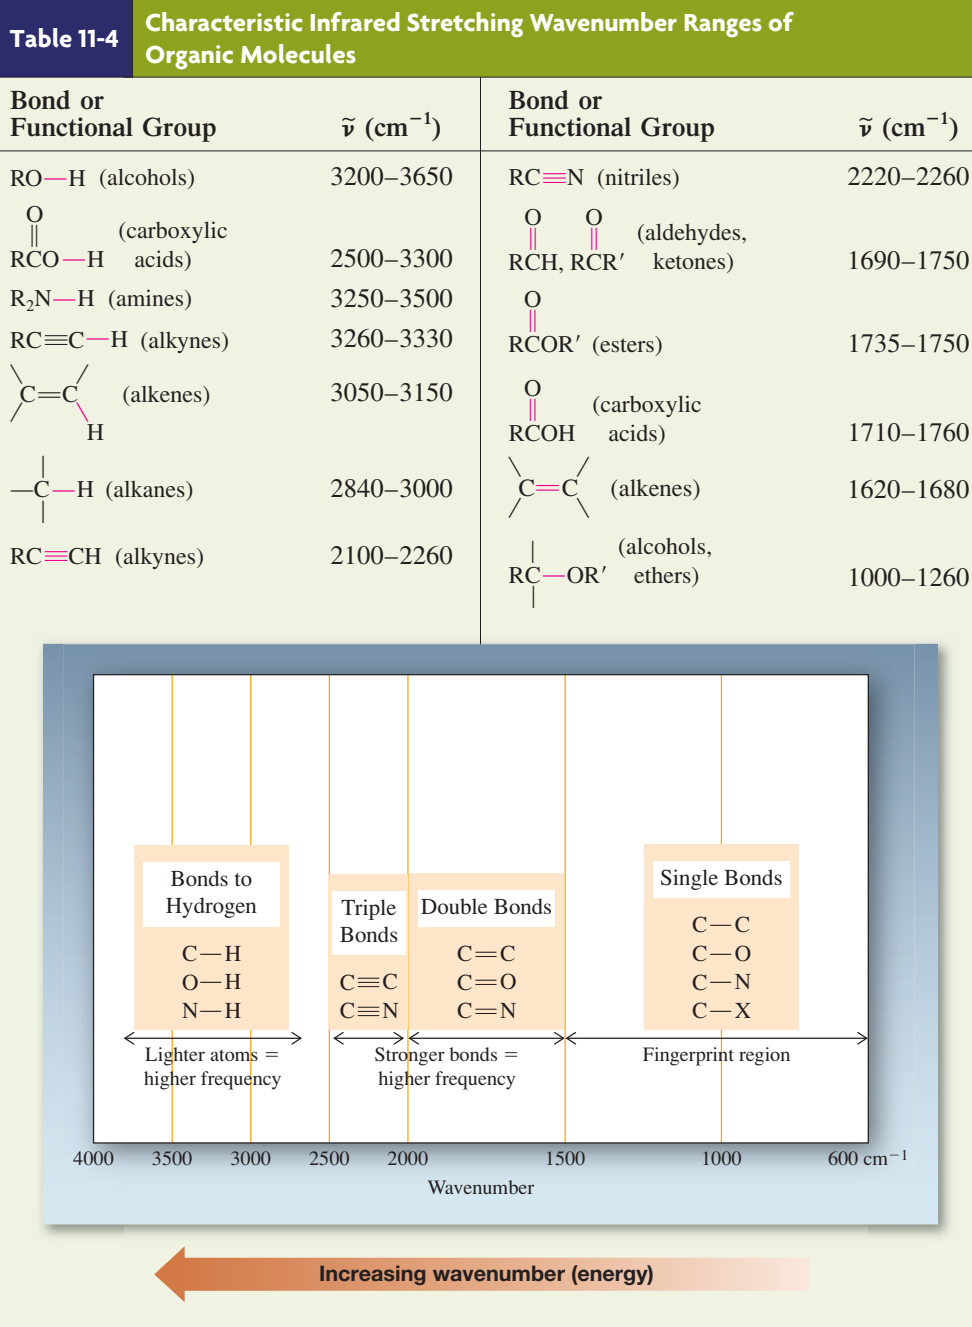 Table 11-4
Characteristic Infrared Stretching Wavenumber Ranges of
Organic Molecules
Bond or
Functional Group
ν̃ (cm⁻¹)
RO—H (alcohols) 3200–3650
O
‖
RCO—H (carboxylic
acids) 2500–3300
R₂N—H (amines) 3250–3500
RC≡C—H (alkynes) 3260–3330
C=C
H
(alkenes) 3050–3150
—C—H (alkanes) 2840–3000
RC≡CH (alkynes) 2100–2260
Bond or
Functional Group
ν̃ (cm⁻¹)
RC≡N (nitriles) 2220–2260
O O
‖ ‖
RCH, RCR′ (aldehydes,
ketones) 1690–1750
O
‖
RCOR′ (esters) 1735–1750
O
‖
RCOH (carboxylic
acids) 1710–1760
C=C (alkenes) 1620–1680
RC—OR′ (alcohols,
ethers) 1000–1260
Bonds to
Hydrogen
C—H
O—H
N—H
Lighter atoms =
higher frequency
Triple
Bonds
C≡C
C≡N
Double Bonds
C=C
C=O
C=N
Stronger bonds =
higher frequency
Single Bonds
C—C
C—O
C—N
C—X
Fingerprint region
4000 3500 3000 2500 2000 1500 1000 600 cm⁻¹
Wavenumber
Increasing wavenumber (energy)